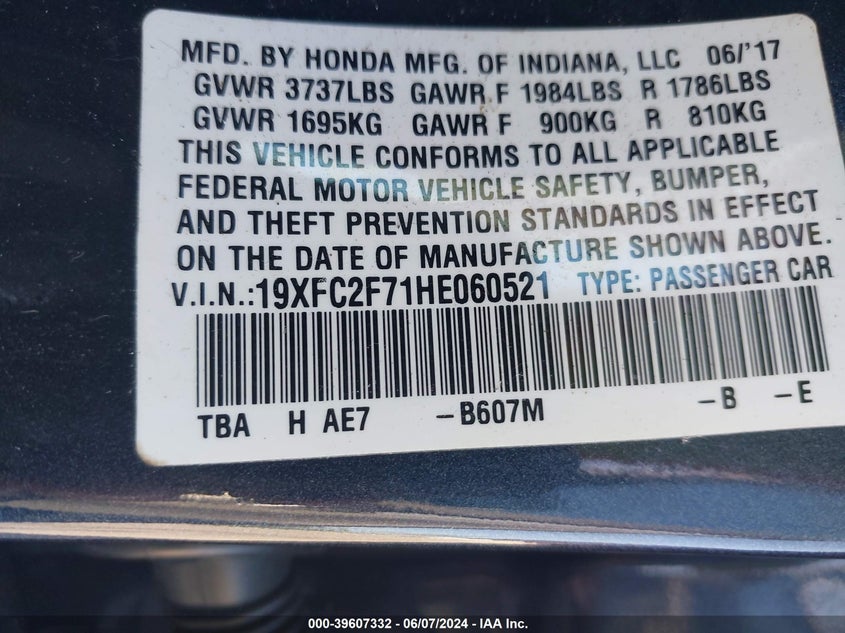 MFD. BY HONDA MFG. OF INDIANA, LLC 06/'17
GVWR 3737LBS GAWR F 1984LBS R 1786LBS
GVWR 1695KG GAWR F 900KG R 810KG
THIS VEHICLE CONFORMS TO ALL APPLICABLE
FEDERAL MOTOR VEHICLE SAFETY, BUMPER,
AND THEFT PREVENTION STANDARDS IN EFFECT
ON THE DATE OF MANUFACTURE SHOWN ABOVE.
V.I.N.:19XFC2F71HE060521 TYPE: PASSENGER CAR
TBA H AE7 -B607M -B -E
000-39607332 - 06/07/2024 - IAA Inc.